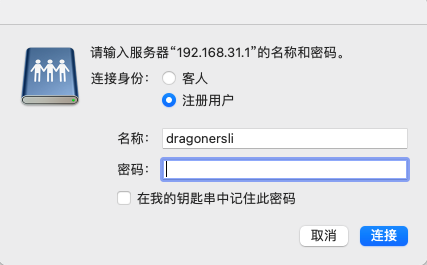 请输入服务器“192.168.31.1”的名称和密码。
连接身份： 客人
注册用户
名称： dragonersli
密码：
在我的钥匙串中记住此密码
取消 连接